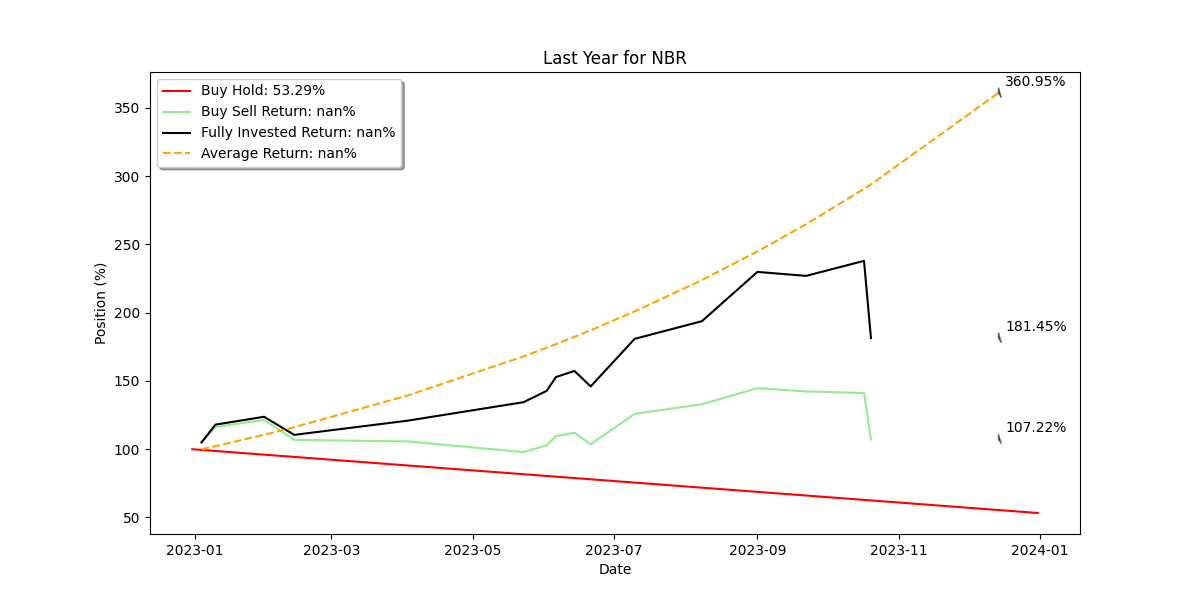 Last Year for NBR
Buy Hold: 53.29%
Buy Sell Return: nan%
Fully Invested Return: nan%
Average Return: nan%
360.95%
181.45%
107.22%
Position (%)
350
300
250
200
150
100
50
2023-01
2023-03
2023-05
2023-07
2023-09
2023-11
2024-01
Date